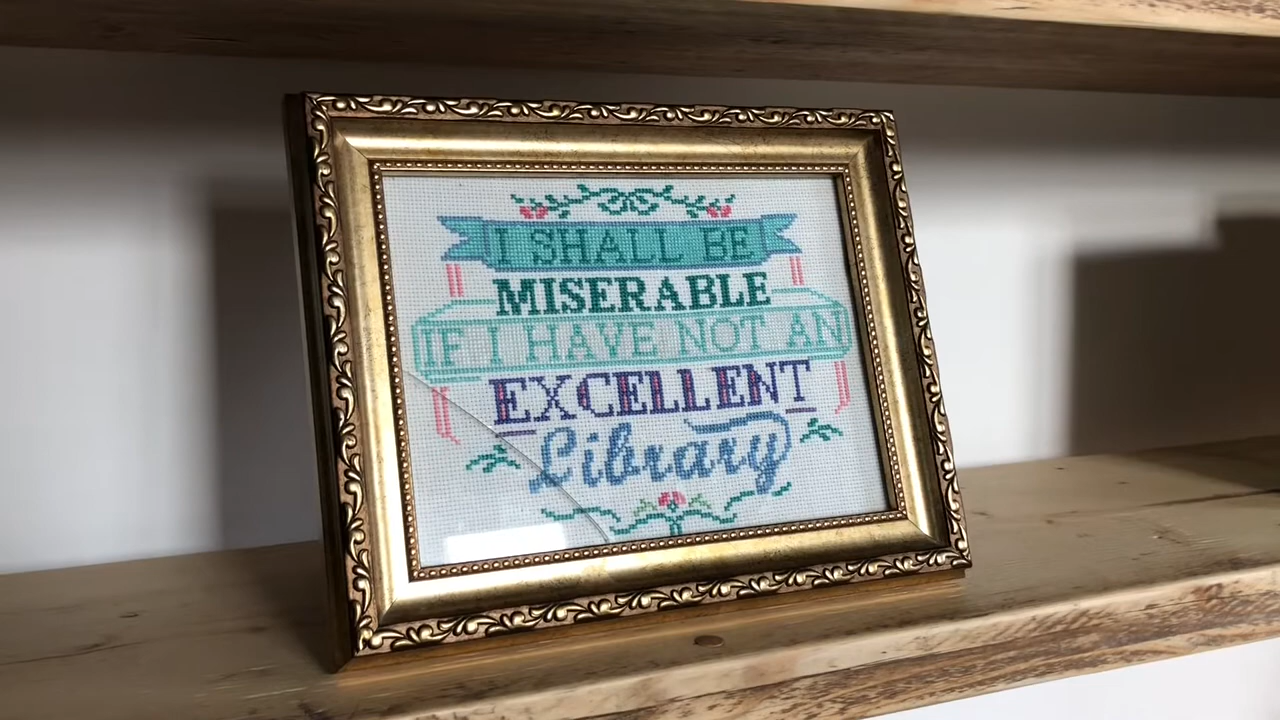 I SHALL BE
MISERABLE
IF I HAVE NOT AN
EXCELLENT
Library